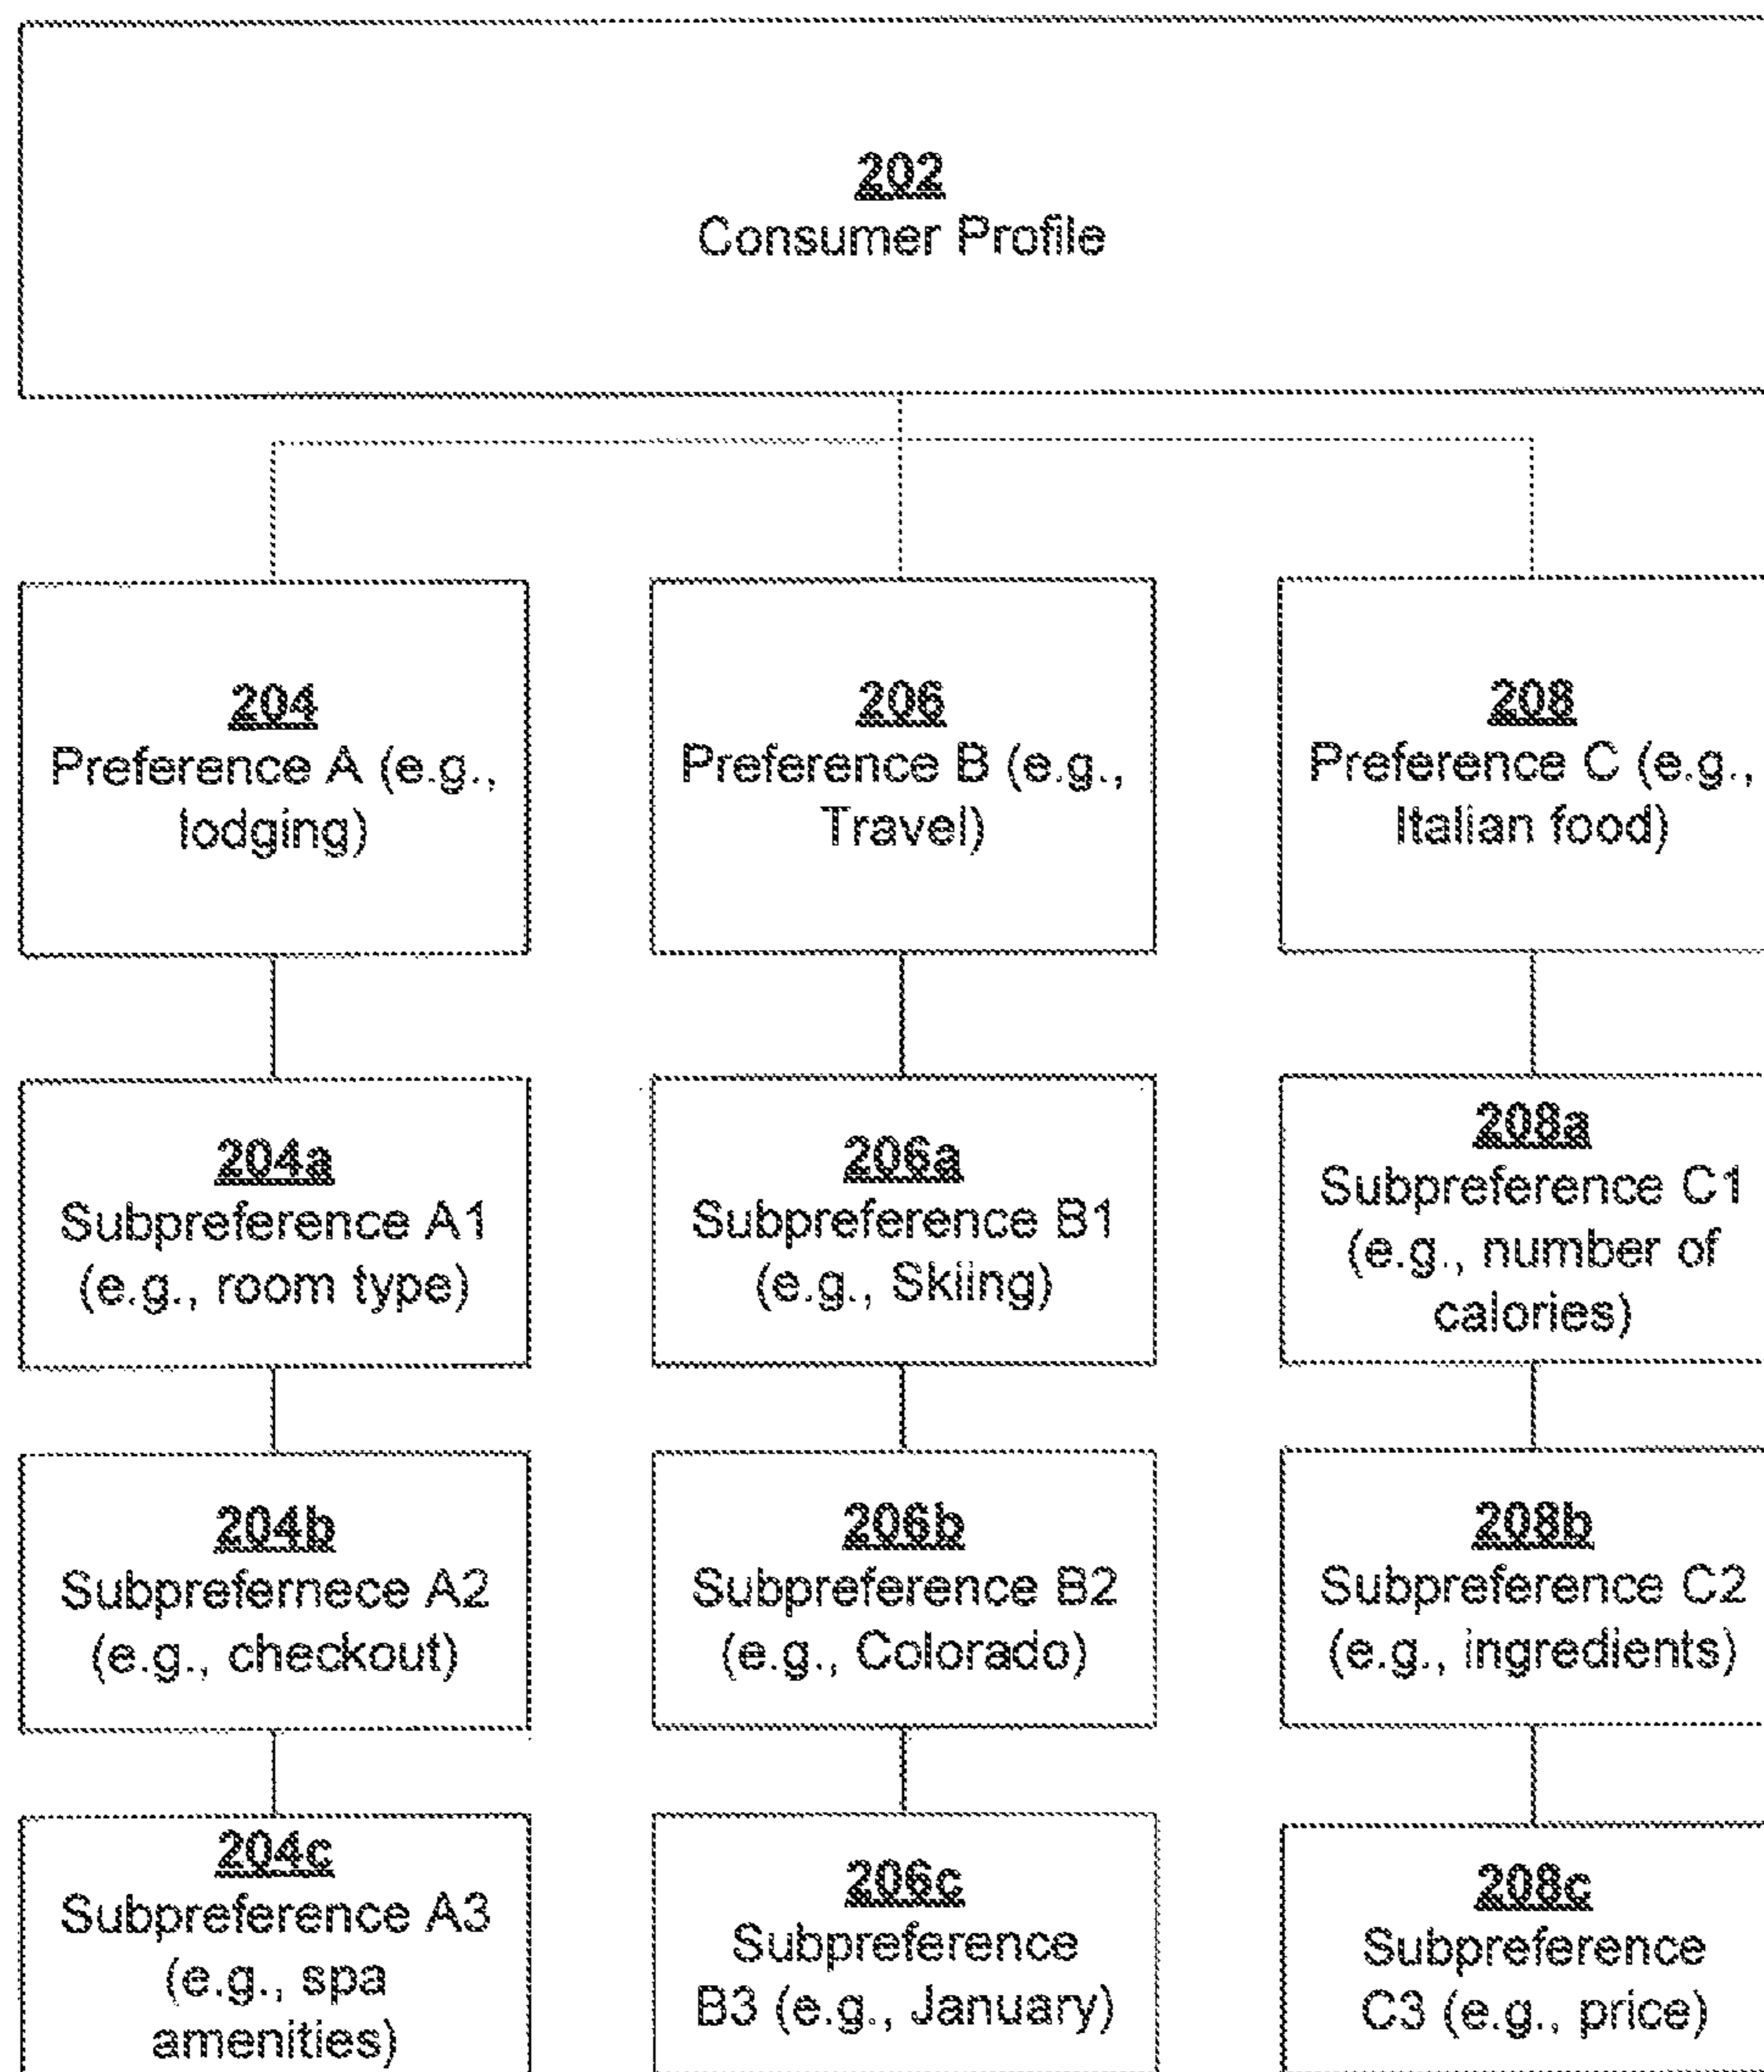 202
Consumer Profile
204
Preference A (e.g.,
lodging)
206
Preference B (e.g.,
Travel)
208
Preference C (e.g.,
Italian food)
204a
Subpreference A1
(e.g., room type)
206a
Subpreference B1
(e.g., Skiing)
208a
Subpreference C1
(e.g., number of
calories)
204b
Subprefernece A2
(e.g., checkout)
206b
Subpreference B2
(e.g., Colorado)
208b
Subpreference C2
(e.g., ingredients)
204c
Subpreference A3
(e.g., spa
amenities)
206c
Subpreference
B3 (e.g., January)
208c
Subpreference
C3 (e.g., price)